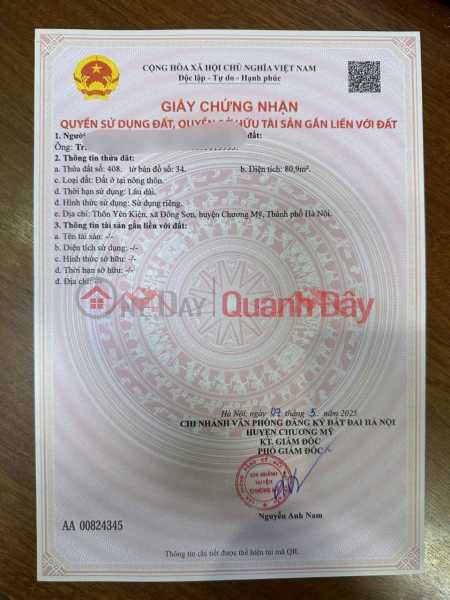 CỘNG HÒA XÃ HỘI CHỦ NGHĨA VIỆT NAM
Độc lập - Tự do - Hạnh phúc
GIẤY CHỨNG NHẬN
QUYỀN SỬ DỤNG ĐẤT, QUYỀN SỞ HỮU TÀI SẢN GẮN LIỀN VỚI ĐẤT
1. Người đất:
Ông:
2. Thông tin thửa đất:
a. Thửa đất số: 408, tờ bản đồ số: 34. b. Diện tích: 80,9m².
c. Loại đất: Đất ở tại nông thôn.
d. Thời hạn sử dụng: Lâu dài.
đ. Hình thức sử dụng: Sử dụng riêng.
e. Địa chỉ: Thôn Yên Kiện, xã Đông Sơn, huyện Chương Mỹ, Thành phố Hà Nội.
3. Thông tin tài sản gắn liền với đất:
a. Tên tài sản: -/-
b. Diện tích sử dụng: -/-
c. Hình thức sở hữu: -/-
d. Thời hạn sở hữu: -/-
đ. Địa chỉ: -/-
OneDay Quanh Đây
Hà Nội, ngày 07 tháng 5 năm 2025
CHI NHÁNH VĂN PHÒNG ĐĂNG KÝ ĐẤT ĐAI HÀ NỘI
HUYỆN CHƯƠNG MỸ
KT. GIÁM ĐỐC
PHÓ GIÁM ĐỐC
CHI NHÁNH
HUYỆN
CHƯƠNG MỸ
Nguyễn Anh Nam
AA 00824345
Thông tin chi tiết được thể hiện tại mã QR.